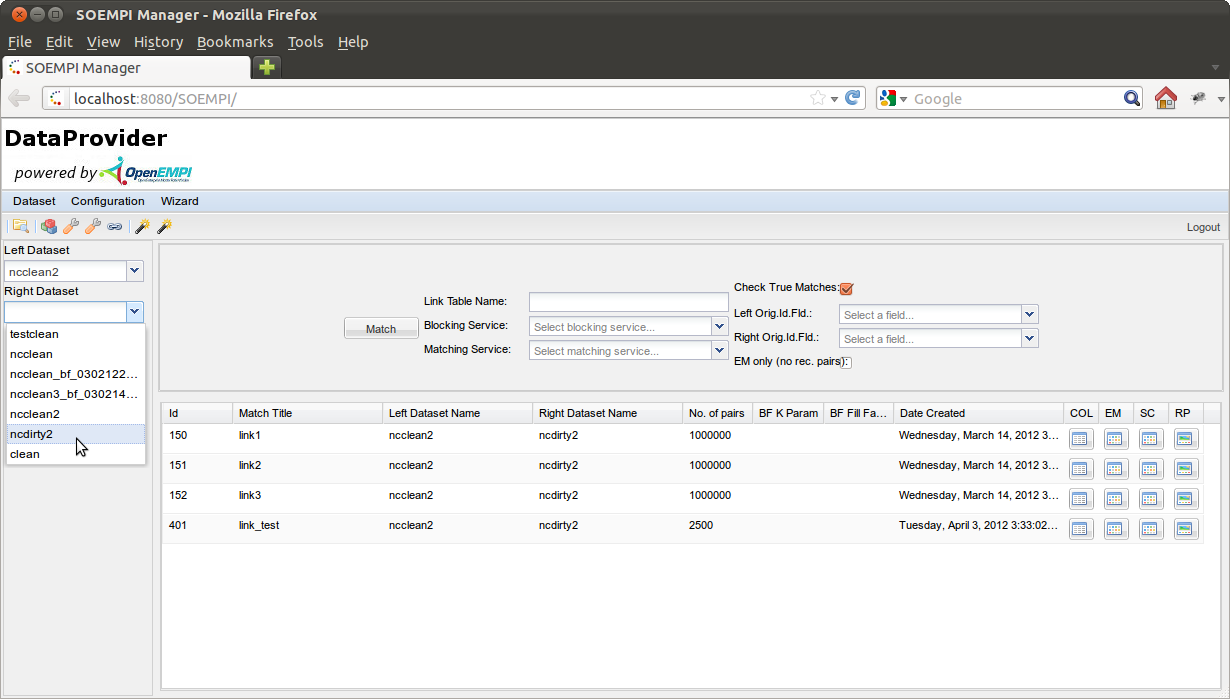 SOEMPI Manager - Mozilla Firefox
File Edit View History Bookmarks Tools Help
SOEMPI Manager
localhost:8080/SOEMPI/
Google
DataProvider
powered by OpenEMPI
Dataset Configuration Wizard
Logout
Left Dataset
ncclean2
Right Dataset
testclean
ncclean
ncclean_bf_0302122...
ncclean3_bf_030214...
ncclean2
ncdirty2
clean
Match
Link Table Name:
Blocking Service: Select blocking service...
Matching Service: Select matching service...
Check True Matches:
Left Orig.Id.Fld.: Select a field...
Right Orig.Id.Fld.: Select a field...
EM only (no rec. pairs):
Id Match Title Left Dataset Name Right Dataset Name No. of pairs BF K Param BF Fill Fa... Date Created COL EM SC RP
150 link1 ncclean2 ncdirty2 1000000 Wednesday, March 14, 2012 3...
151 link2 ncclean2 ncdirty2 1000000 Wednesday, March 14, 2012 3...
152 link3 ncclean2 ncdirty2 1000000 Wednesday, March 14, 2012 3...
401 link_test ncclean2 ncdirty2 2500 Tuesday, April 3, 2012 3:33:02...